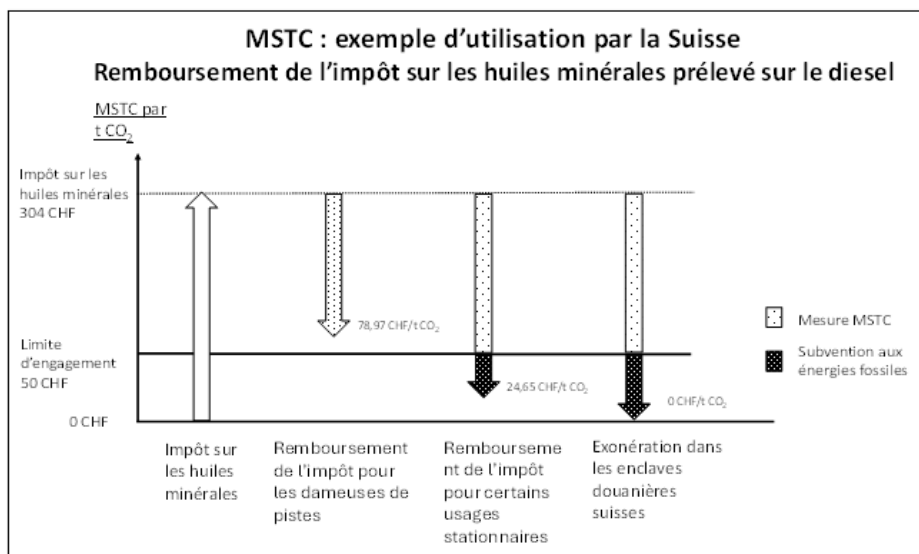 MSTC : exemple d’utilisation par la Suisse
Remboursement de l’impôt sur les huiles minérales prélevé sur le diesel
MSTC par
t CO₂
Impôt sur les
huiles minérales
304 CHF
78,97 CHF/t CO₂
Limite
d’engagement
50 CHF
24,65 CHF/t CO₂
0 CHF/t CO₂
0 CHF
Mesure MSTC
Subvention aux
énergies fossiles
Impôt sur
les huiles
minérales
Remboursement
de l’impôt pour
les dameuses de
pistes
Rembourseme
nt de l’impôt
pour certains
usages
stationnaires
Exonération dans
les enclaves
douanières
suisses